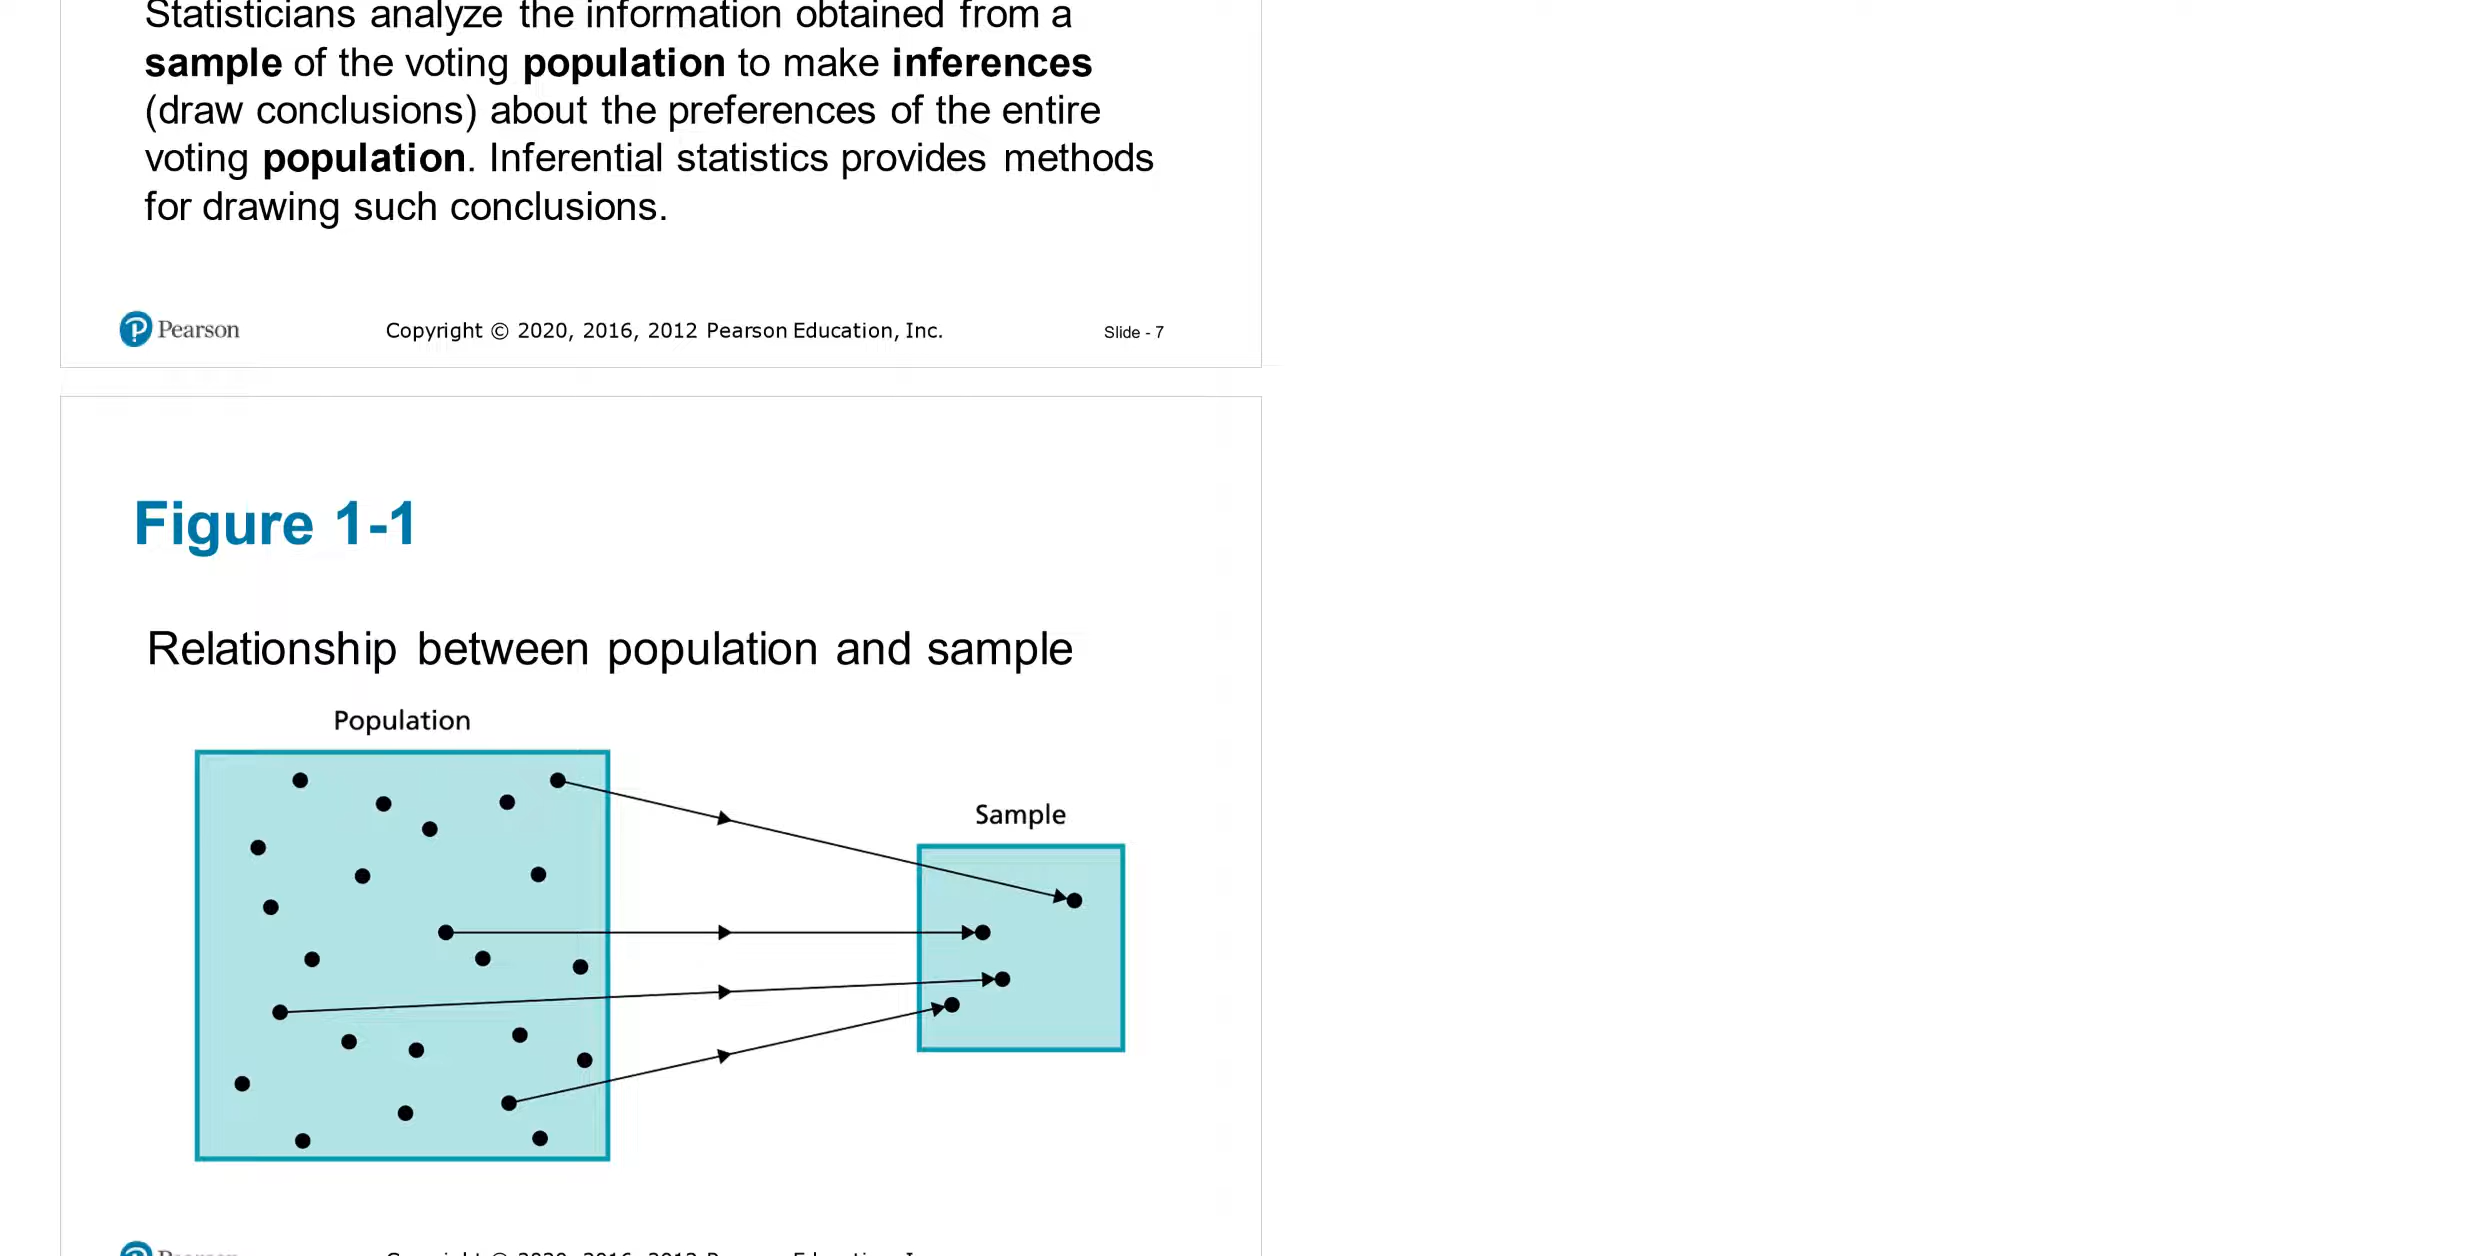 Statisticians analyze the information obtained from a
sample of the voting population to make inferences
(draw conclusions) about the preferences of the entire
voting population. Inferential statistics provides methods
for drawing such conclusions.
Pearson
Copyright © 2020, 2016, 2012 Pearson Education, Inc.
Slide - 7
Figure 1-1
Relationship between population and sample
Population
Sample